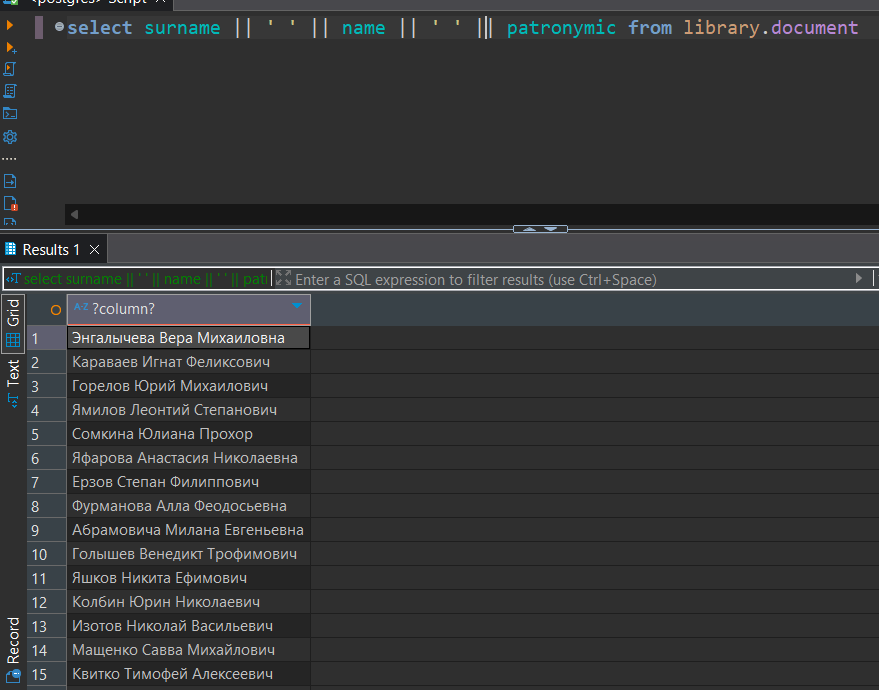 <postgres> Script
select surname || ' ' || name || ' ' || patronymic from library.document
Results 1
select surname || ' ' || name || ' ' || pat
Enter a SQL expression to filter results (use Ctrl+Space)
Grid
Text
Record
A-Z ?column?
1 Энгалычева Вера Михаиловна
2 Караваев Игнат Феликсович
3 Горелов Юрий Михаилович
4 Ямилов Леонтий Степанович
5 Сомкина Юлиана Прохор
6 Яфарова Анастасия Николаевна
7 Ерзов Степан Филиппович
8 Фурманова Алла Феодосьевна
9 Абрамовича Милана Евгеньевна
10 Голышев Венедикт Трофимович
11 Яшков Никита Ефимович
12 Колбин Юрин Николаевич
13 Изотов Николай Васильевич
14 Мащенко Савва Михайлович
15 Квитко Тимофей Алексеевич